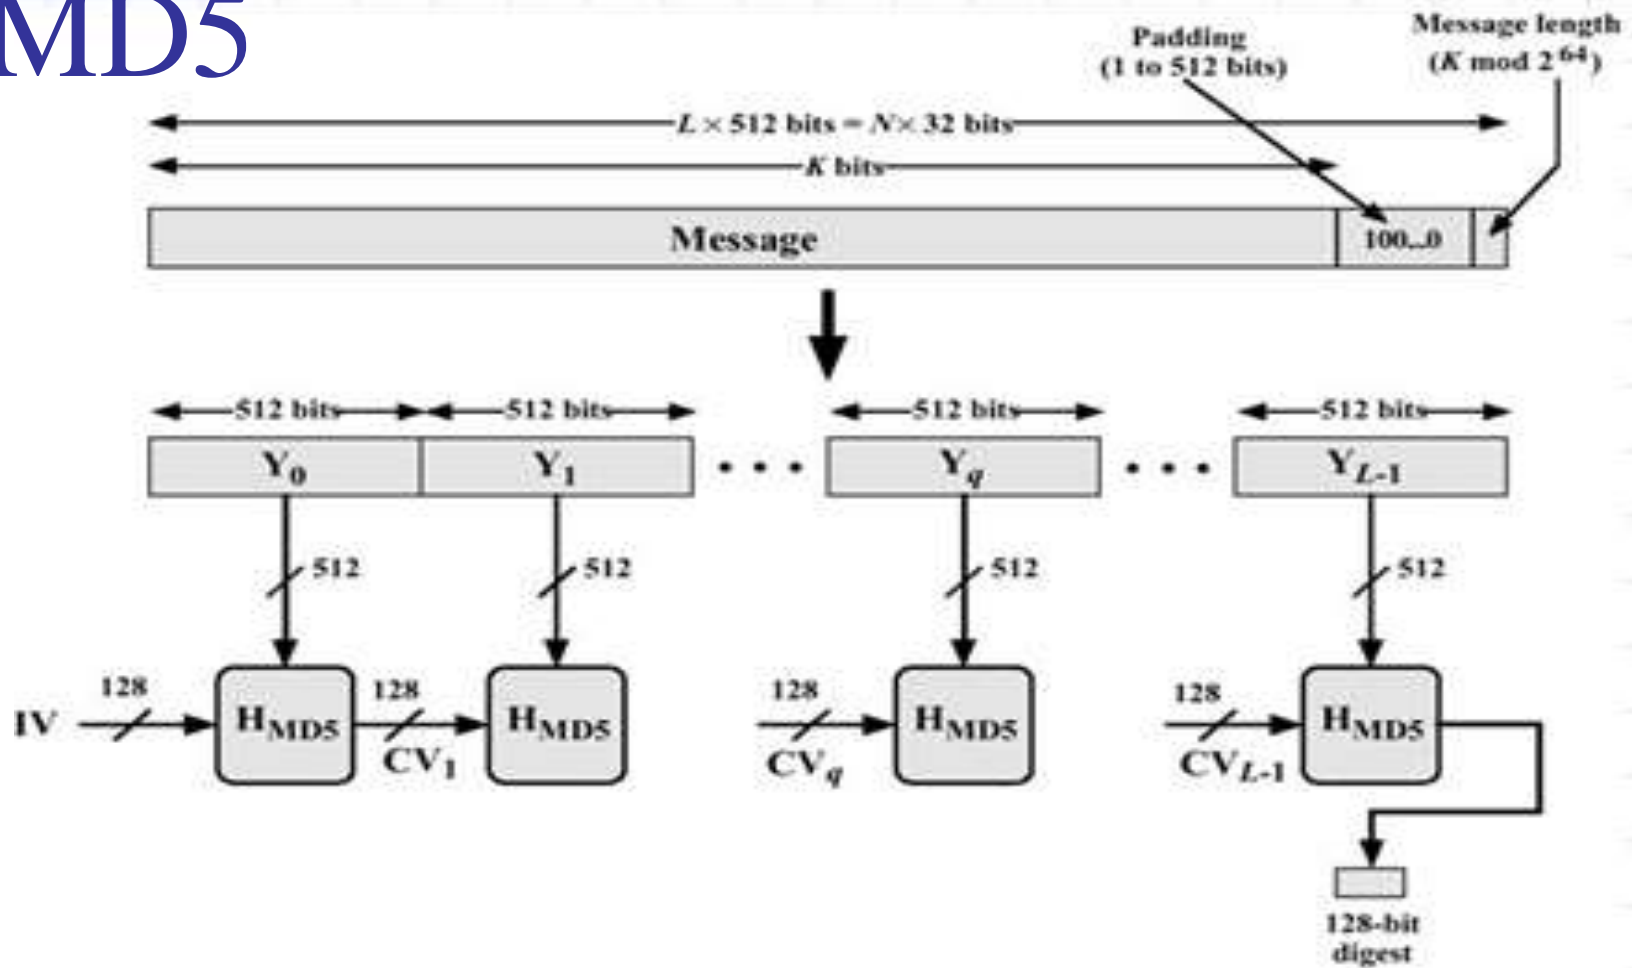 MD5
Padding
(1 to 512 bits)
Message length
(K mod 2^64)
L × 512 bits = N × 32 bits
K bits
Message
100...0
512 bits
512 bits
512 bits
512 bits
Y0
Y1
• • •
Yq
• • •
YL-1
512
512
512
512
IV
128
HMD5
128
CV1
HMD5
128
CVq
HMD5
128
CVL-1
HMD5
128-bit
digest